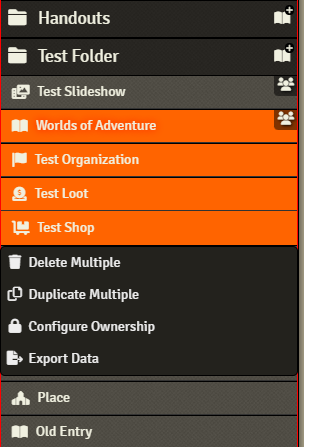 Handouts
Test Folder
Test Slideshow
Worlds of Adventure
Test Organization
Test Loot
Test Shop
Delete Multiple
Duplicate Multiple
Configure Ownership
Export Data
Place
Old Entry